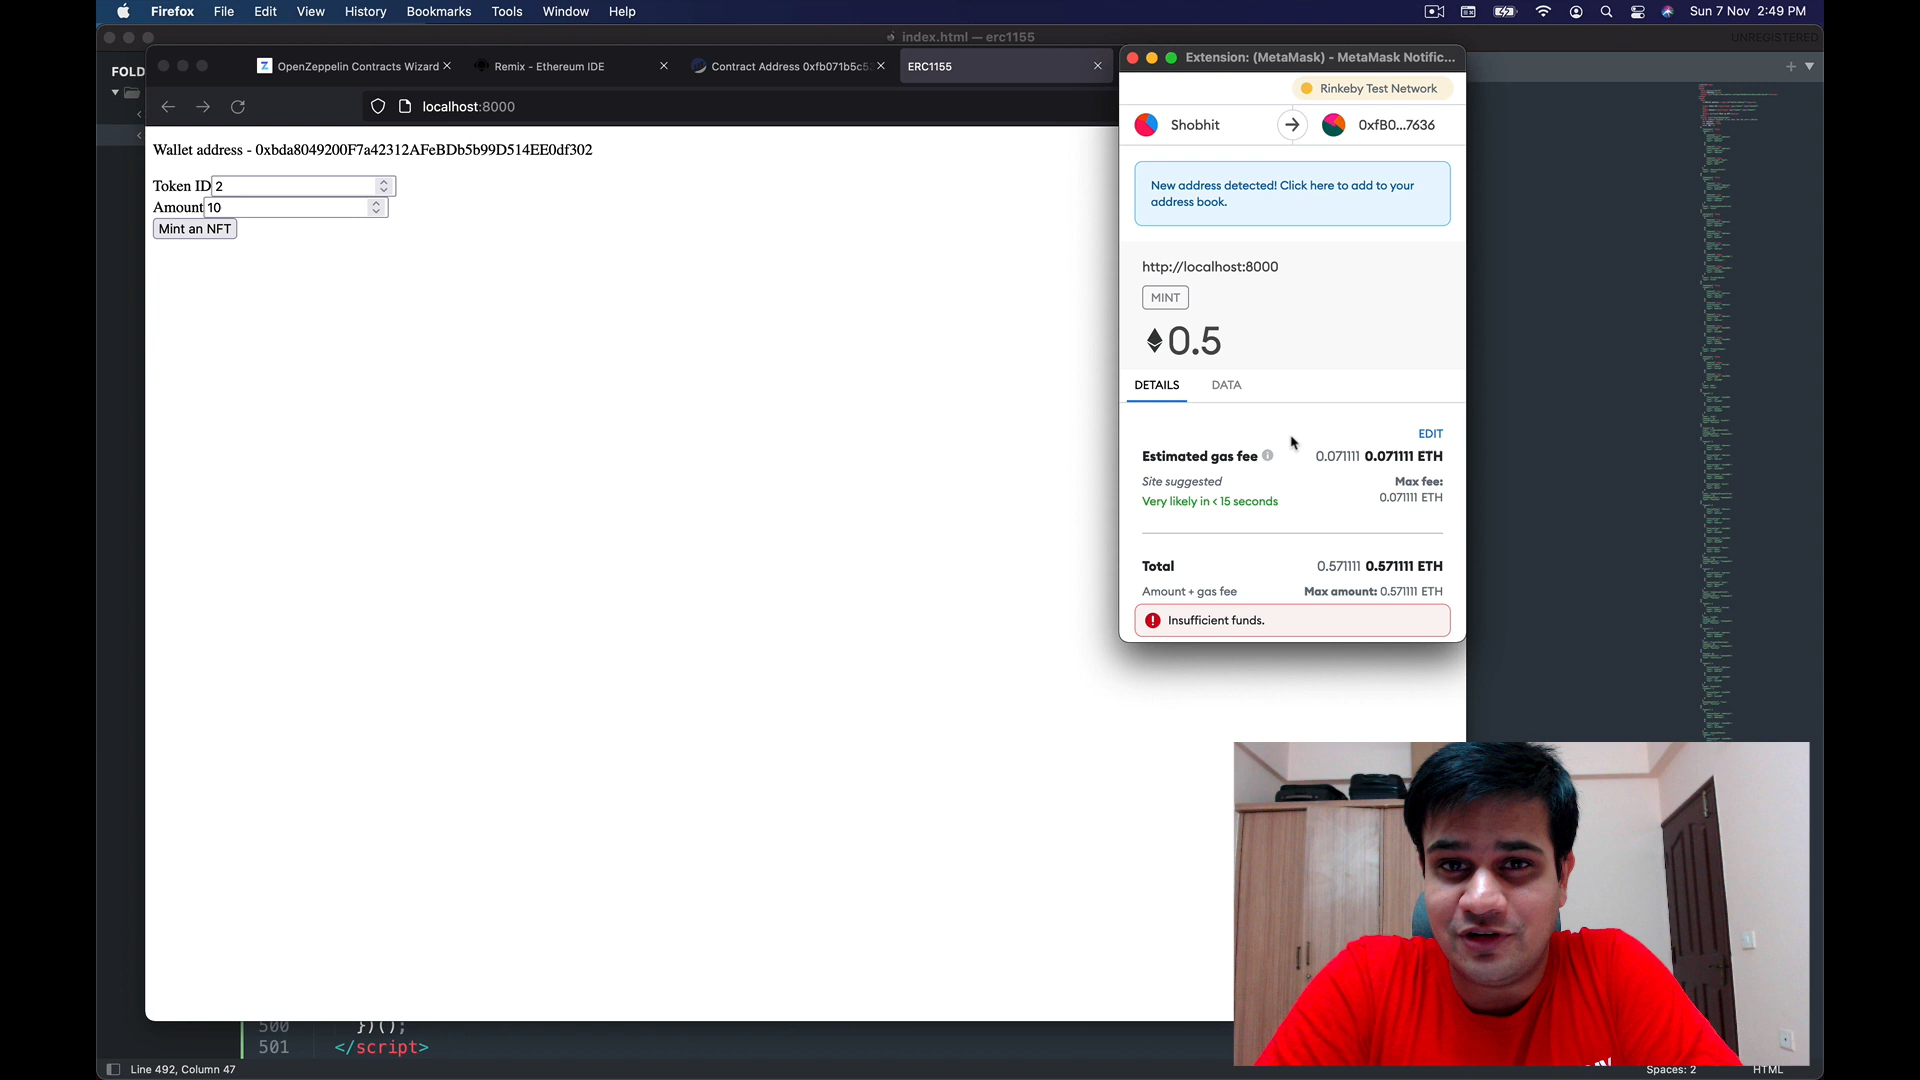 Firefox File Edit View History Bookmarks Tools Window Help
Sun 7 Nov 2:49 PM
index.html — erc1155
UNREGISTERED
FOLD
OpenZeppelin Contracts Wizard
Remix - Ethereum IDE
Contract Address 0xfb071b5c5
ERC1155
localhost:8000
Wallet address - 0xbda8049200F7a42312AFeBDb5b99D514EE0df302
Token ID 2
Amount 10
Mint an NFT
Extension: (MetaMask) - MetaMask Notific...
Rinkeby Test Network
Shobhit
0xfB0...7636
New address detected! Click here to add to your
address book.
http://localhost:8000
MINT
0.5
DETAILS DATA
EDIT
Estimated gas fee 0.071111 0.071111 ETH
Site suggested Max fee:
Very likely in < 15 seconds 0.071111 ETH
Total 0.571111 0.571111 ETH
Amount + gas fee Max amount: 0.571111 ETH
Insufficient funds.
500 })();
501 </script>
Line 492, Column 47
Spaces: 2
HTML